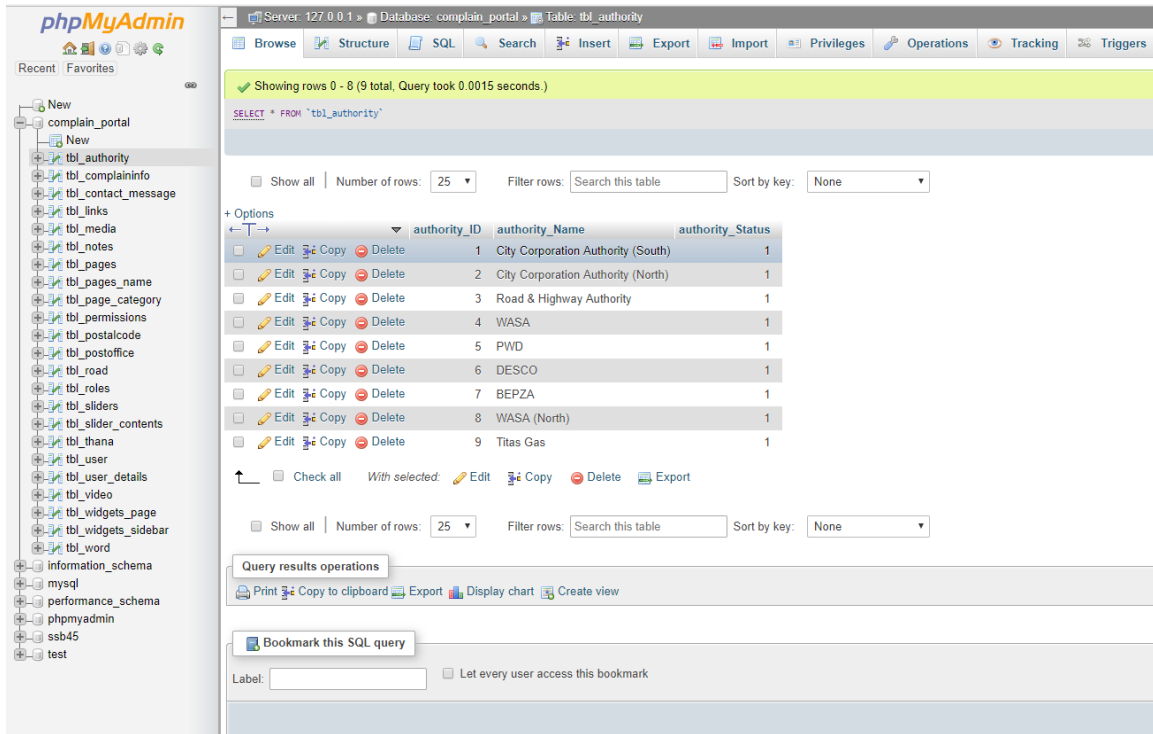 phpMyAdmin
Recent Favorites
New
complain_portal
New
tbl_authority
tbl_complaininfo
tbl_contact_message
tbl_links
tbl_media
tbl_notes
tbl_pages
tbl_pages_name
tbl_page_category
tbl_permissions
tbl_postalcode
tbl_postoffice
tbl_road
tbl_roles
tbl_sliders
tbl_slider_contents
tbl_thana
tbl_user
tbl_user_details
tbl_video
tbl_widgets_page
tbl_widgets_sidebar
tbl_word
information_schema
mysql
performance_schema
phpmyadmin
ssb45
test
Server: 127.0.0.1 » Database: complain_portal » Table: tbl_authority
Browse Structure SQL Search Insert Export Import Privileges Operations Tracking Triggers
Showing rows 0 - 8 (9 total, Query took 0.0015 seconds.)
SELECT * FROM `tbl_authority`
Show all Number of rows: 25 Filter rows: Search this table Sort by key: None
+ Options
←T→ authority_ID authority_Name authority_Status
Edit Copy Delete 1 City Corporation Authority (South) 1
Edit Copy Delete 2 City Corporation Authority (North) 1
Edit Copy Delete 3 Road & Highway Authority 1
Edit Copy Delete 4 WASA 1
Edit Copy Delete 5 PWD 1
Edit Copy Delete 6 DESCO 1
Edit Copy Delete 7 BEPZA 1
Edit Copy Delete 8 WASA (North) 1
Edit Copy Delete 9 Titas Gas 1
Check all With selected: Edit Copy Delete Export
Show all Number of rows: 25 Filter rows: Search this table Sort by key: None
Query results operations
Print Copy to clipboard Export Display chart Create view
Bookmark this SQL query
Label: Let every user access this bookmark